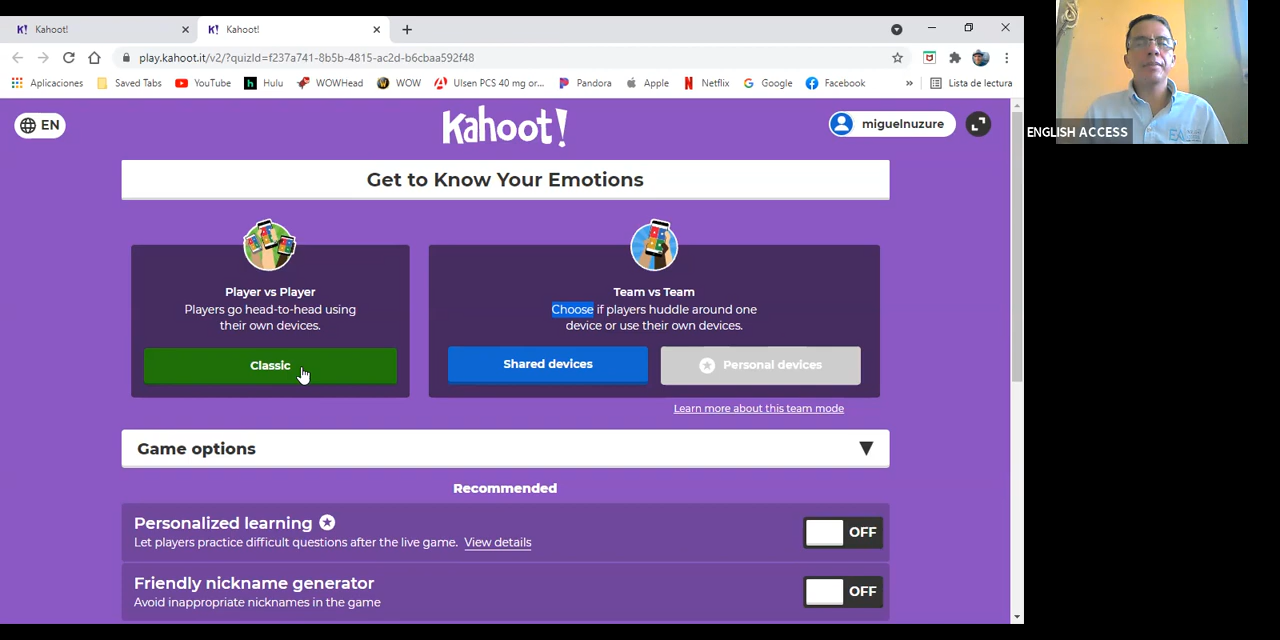 Kahoot!
Kahoot!
play.kahoot.it/v2/?quizId=f237a741-8b5b-4815-ac2d-b6cbaa592f48
Aplicaciones
Saved Tabs
YouTube
Hulu
WOWHead
WOW
Ulsen PCS 40 mg or...
Pandora
Apple
Netflix
Google
Facebook
»
Lista de lectura
EN
Kahoot!
miguelnuzure
ENGLISH ACCESS
Get to Know Your Emotions
Player vs Player
Players go head-to-head using
their own devices.
Classic
Team vs Team
Choose if players huddle around one
device or use their own devices.
Shared devices
Personal devices
Learn more about this team mode
Game options
Recommended
Personalized learning
Let players practice difficult questions after the live game. View details
OFF
Friendly nickname generator
Avoid inappropriate nicknames in the game
OFF